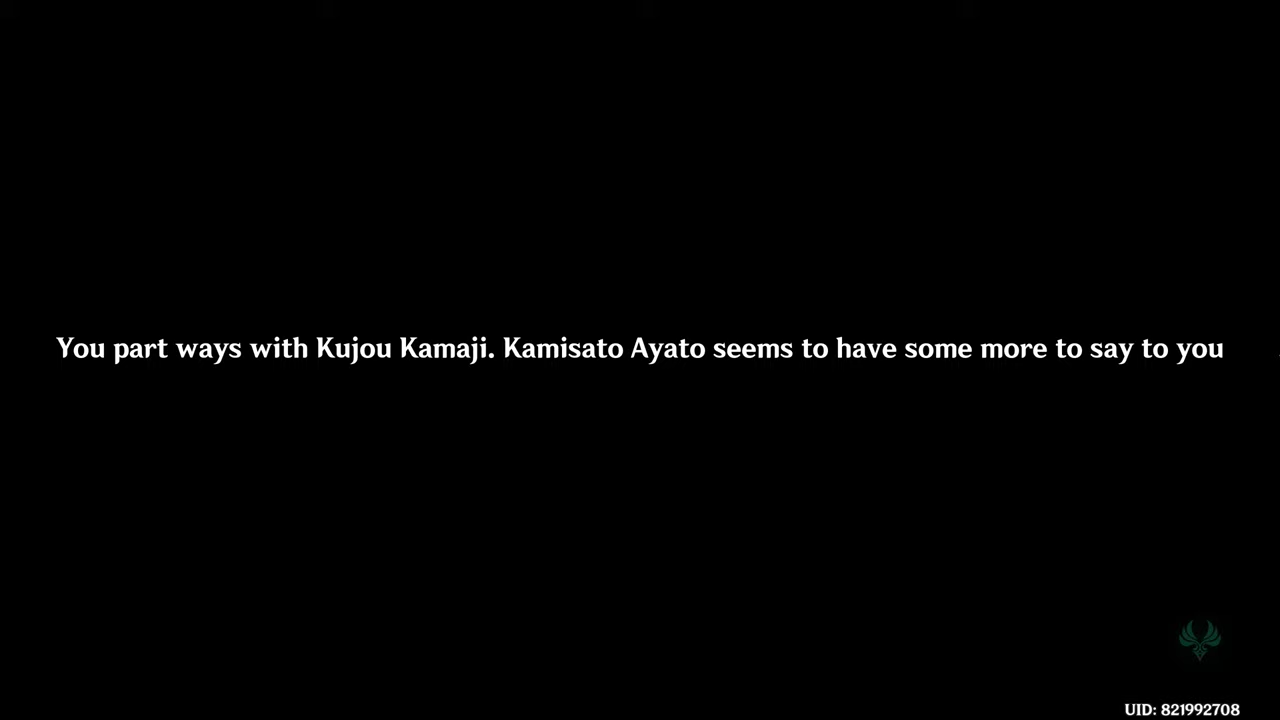 You part ways with Kujou Kamaji. Kamisato Ayato seems to have some more to say to you
UID: 821992708